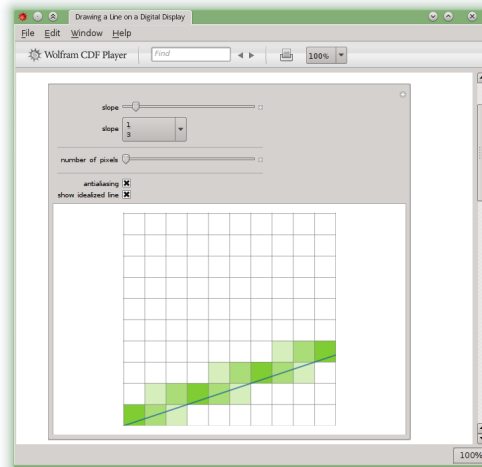 Drawing a Line on a Digital Display
File Edit Window Help
Wolfram CDF Player Find 100%
slope
slope 1
3
number of pixels
antialiasing
show idealized line
100%